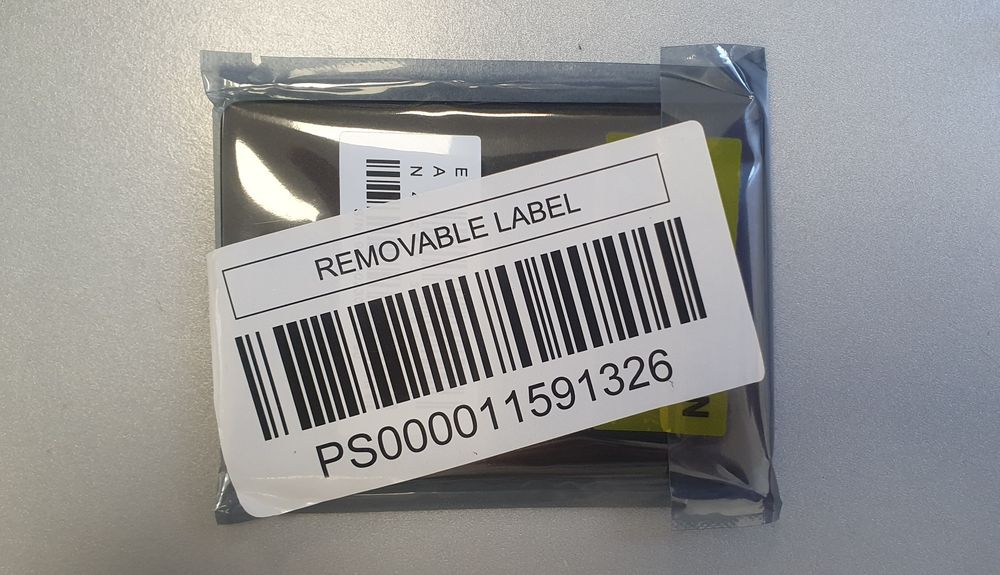 REMOVABLE LABEL
PS000011591326
E
A
N
N